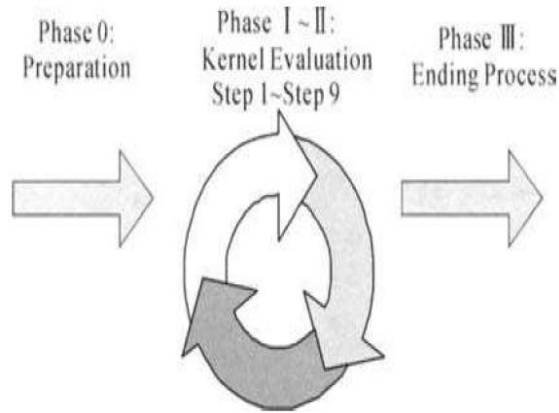 Phase 0:
Preparation
Phase Ⅰ~Ⅱ:
Kernel Evaluation
Step 1~Step 9
Phase Ⅲ:
Ending Process